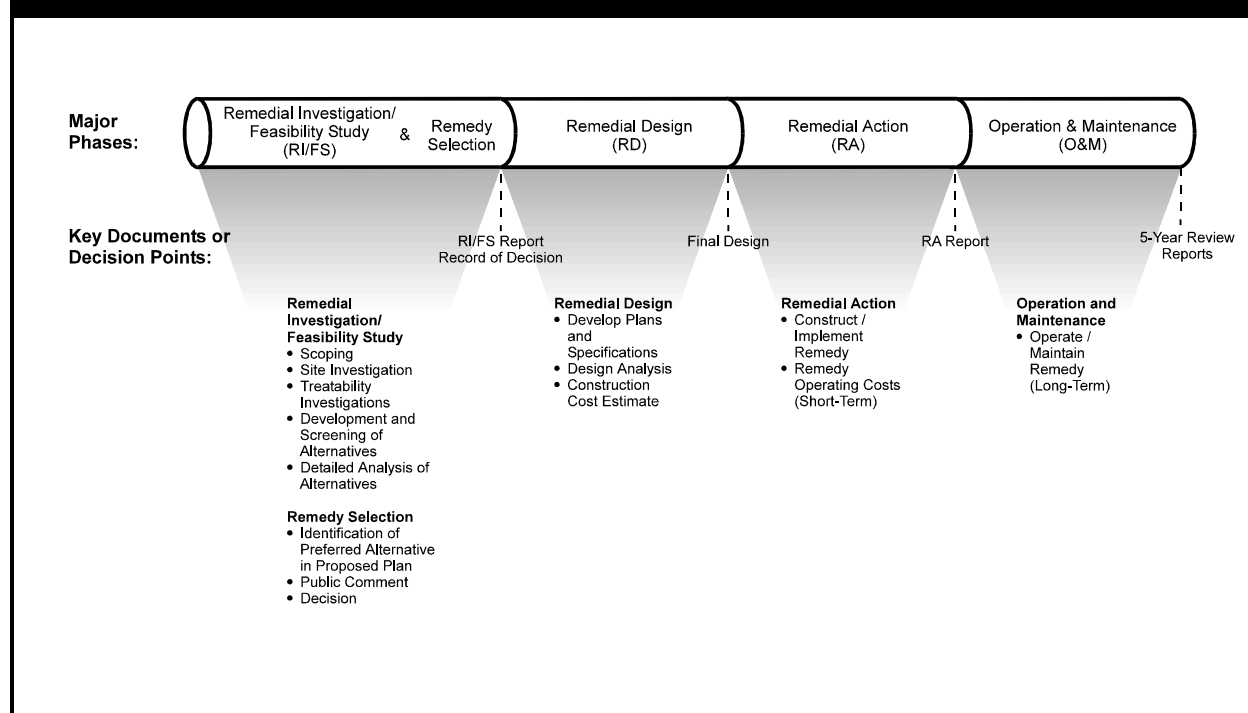 Major
Phases:
Remedial Investigation/
Feasibility Study
(RI/FS)
&
Remedy
Selection
Remedial Design
(RD)
Remedial Action
(RA)
Operation & Maintenance
(O&M)
Key Documents or
Decision Points:
RI/FS Report
Record of Decision
Final Design
RA Report
5-Year Review
Reports
Remedial
Investigation/
Feasibility Study
• Scoping
• Site Investigation
• Treatability
Investigations
• Development and
Screening of
Alternatives
• Detailed Analysis of
Alternatives
Remedy Selection
• Identification of
Preferred Alternative
in Proposed Plan
• Public Comment
• Decision
Remedial Design
• Develop Plans
and
Specifications
• Design Analysis
• Construction
Cost Estimate
Remedial Action
• Construct /
Implement
Remedy
• Remedy
Operating Costs
(Short-Term)
Operation and
Maintenance
• Operate /
Maintain
Remedy
(Long-Term)